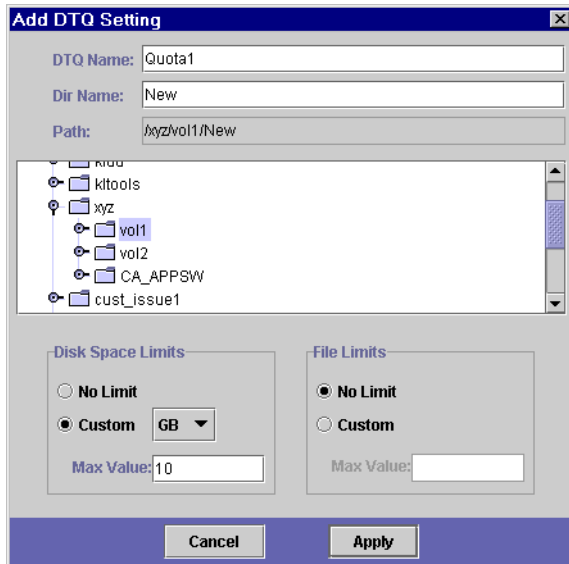 Add DTQ Setting
DTQ Name: Quota1
Dir Name: New
Path: /xyz/vol1/New
kltools
xyz
vol1
vol2
CA_APPSW
cust_issue1
Disk Space Limits
No Limit
Custom GB
Max Value: 10
File Limits
No Limit
Custom
Max Value:
Cancel Apply